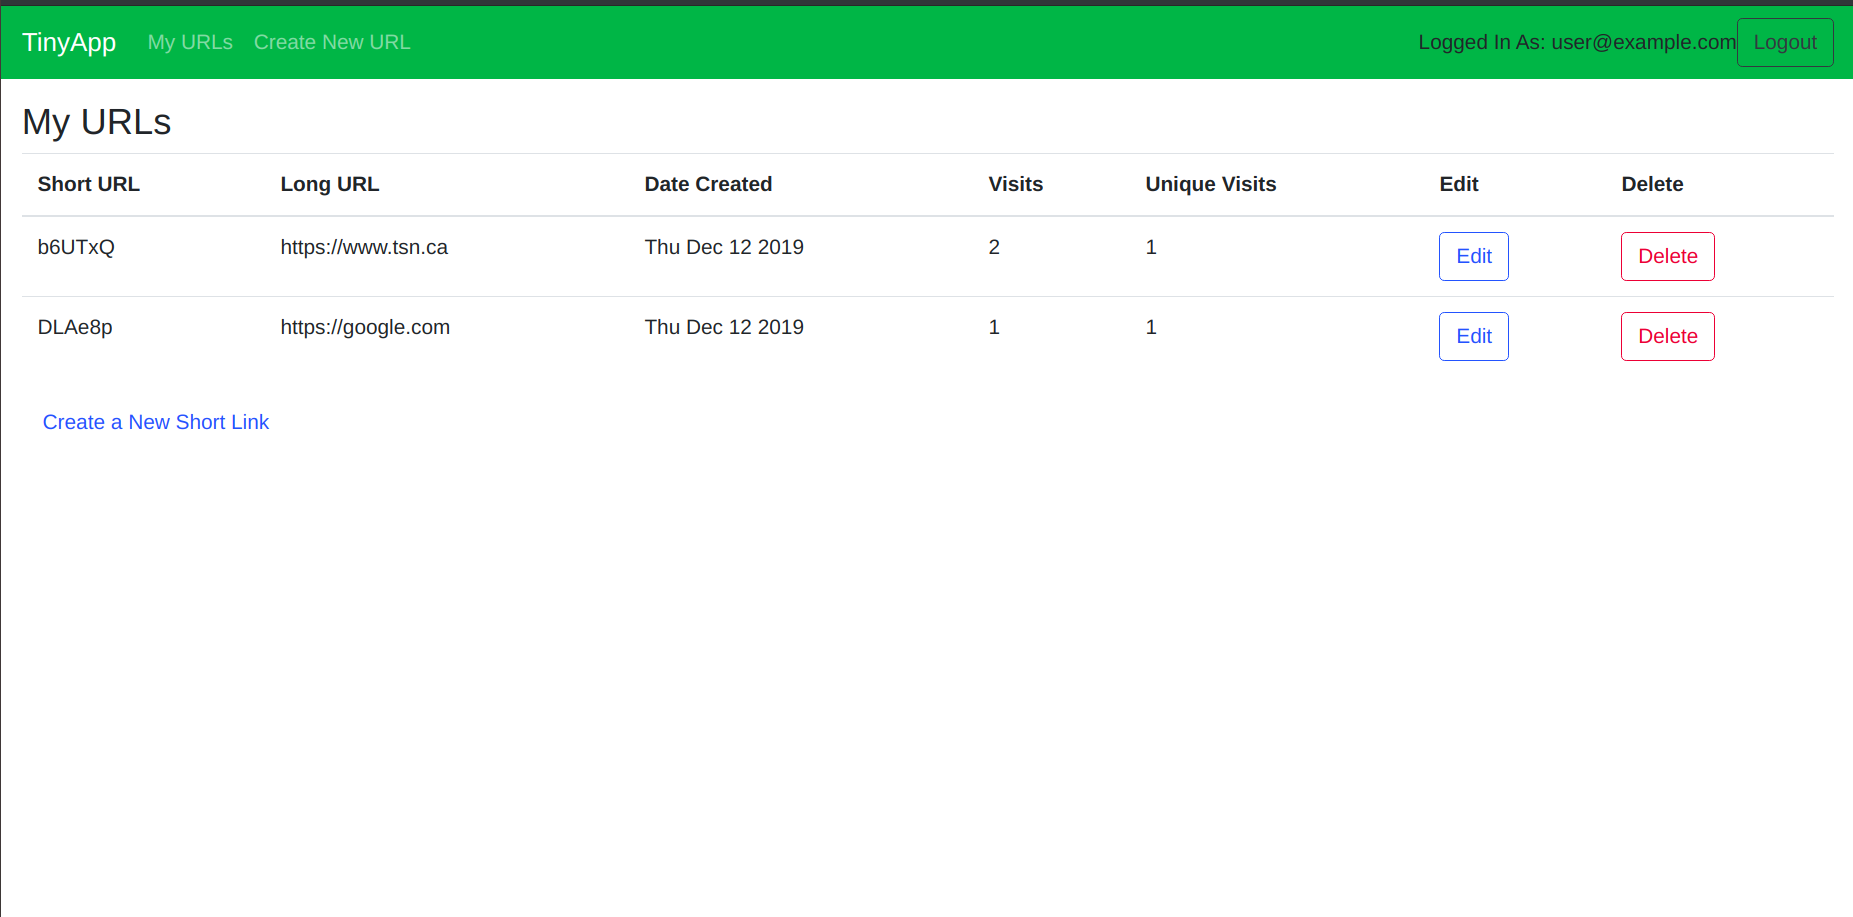 TinyApp My URLs Create New URL Logged In As: user@example.com Logout
My URLs
Short URL Long URL Date Created Visits Unique Visits Edit Delete
b6UTxQ https://www.tsn.ca Thu Dec 12 2019 2 1 Edit Delete
DLAe8p https://google.com Thu Dec 12 2019 1 1 Edit Delete
Create a New Short Link